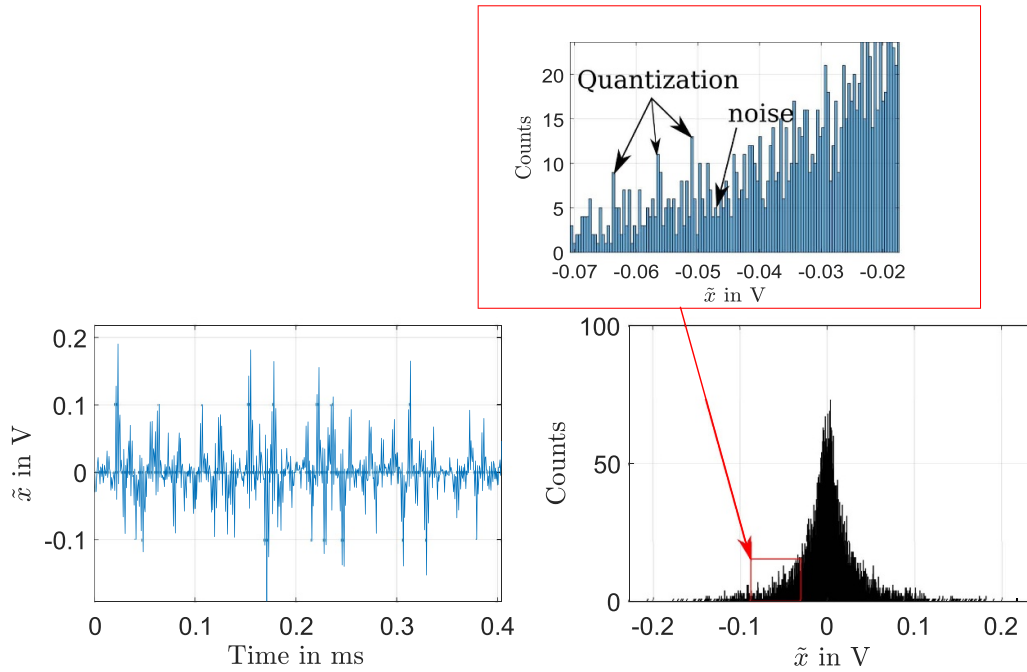 20
15
10
5
0
Counts
Quantization
noise
-0.07 -0.06 -0.05 -0.04 -0.03 -0.02
x̃ in V
0.2
0.1
0
-0.1
x̃ in V
0 0.1 0.2 0.3 0.4
Time in ms
100
50
0
Counts
-0.2 -0.1 0 0.1 0.2
x̃ in V